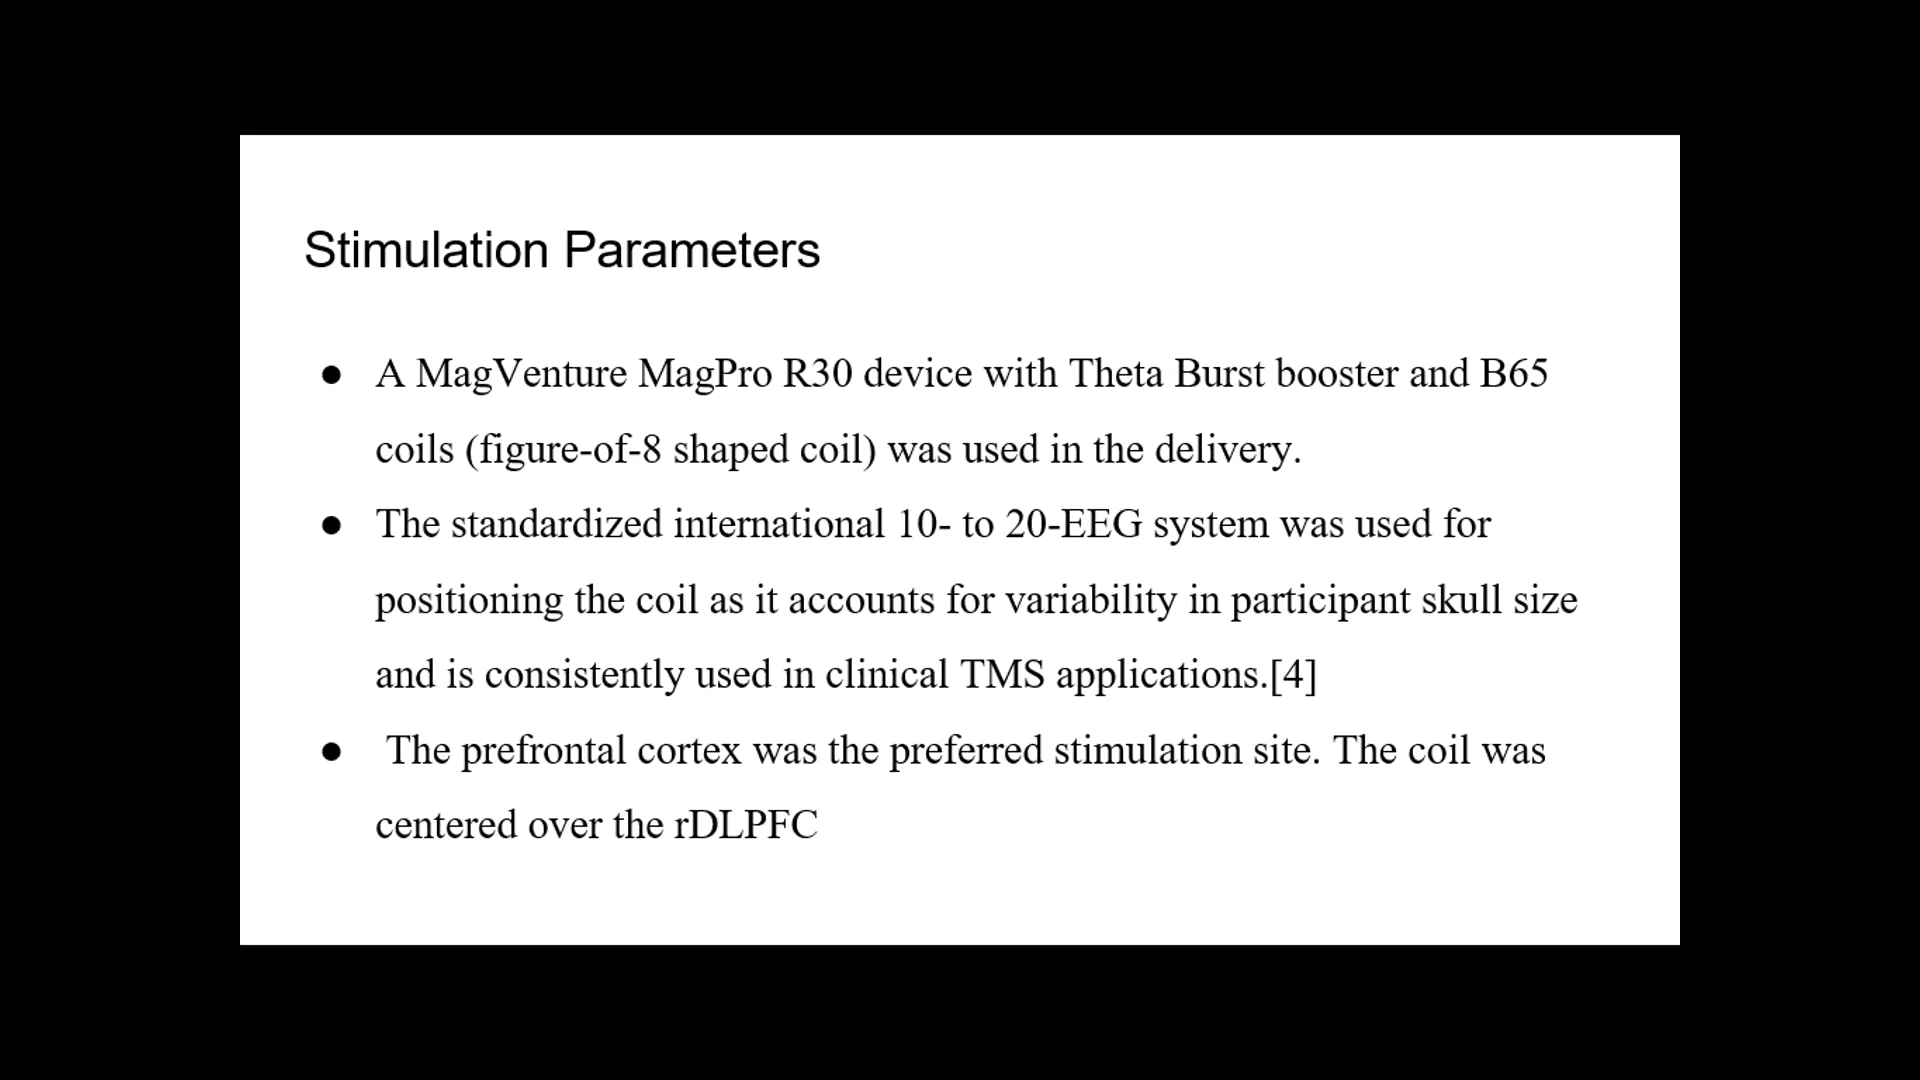 Stimulation Parameters
● A MagVenture MagPro R30 device with Theta Burst booster and B65
coils (figure-of-8 shaped coil) was used in the delivery.
● The standardized international 10- to 20-EEG system was used for
positioning the coil as it accounts for variability in participant skull size
and is consistently used in clinical TMS applications.[4]
● The prefrontal cortex was the preferred stimulation site. The coil was
centered over the rDLPFC